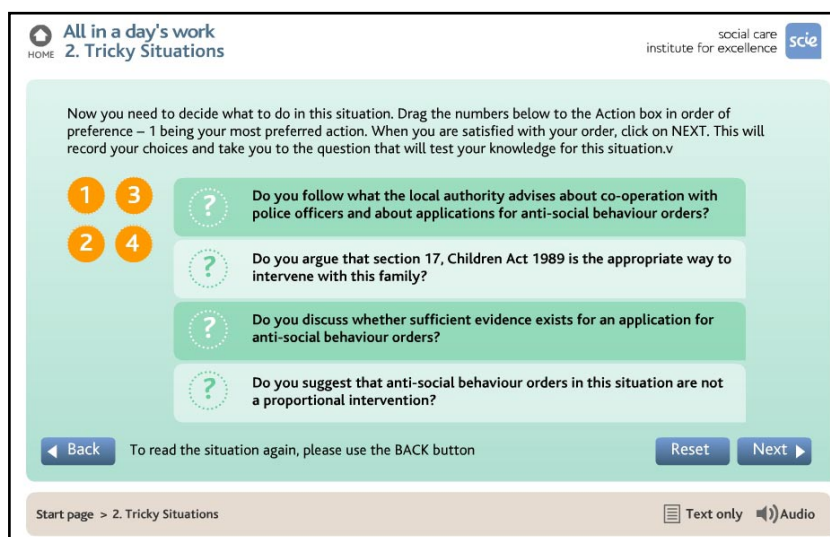 All in a day's work
HOME 2. Tricky Situations
social care
institute for excellence
scie
Now you need to decide what to do in this situation. Drag the numbers below to the Action box in order of
preference – 1 being your most preferred action. When you are satisfied with your order, click on NEXT. This will
record your choices and take you to the question that will test your knowledge for this situation.v
1 3
2 4
? Do you follow what the local authority advises about co-operation with
police officers and about applications for anti-social behaviour orders?
? Do you argue that section 17, Children Act 1989 is the appropriate way to
intervene with this family?
? Do you discuss whether sufficient evidence exists for an application for
anti-social behaviour orders?
? Do you suggest that anti-social behaviour orders in this situation are not
a proportional intervention?
Back To read the situation again, please use the BACK button Reset Next
Start page > 2. Tricky Situations Text only Audio